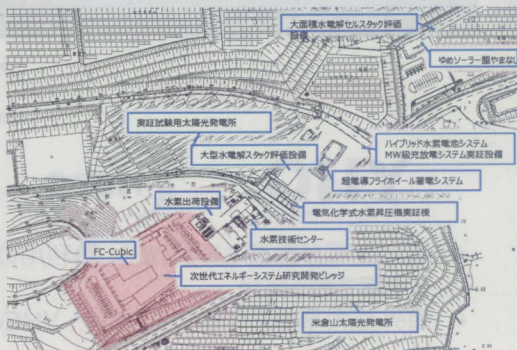 大面積水電解セルスタック評価
設備
ゆめソーラー館やまなし
実証試験用太陽光発電所
ハイブリッド水素電池システム
MW級充放電システム実証設備
大型水電解スタック評価設備
超電導フライホイール蓄電システム
水素出荷設備
電気化学式水素昇圧機実証棟
水素技術センター
FC-Cubic
次世代エネルギーシステム研究開発ビレッジ
米倉山太陽光発電所